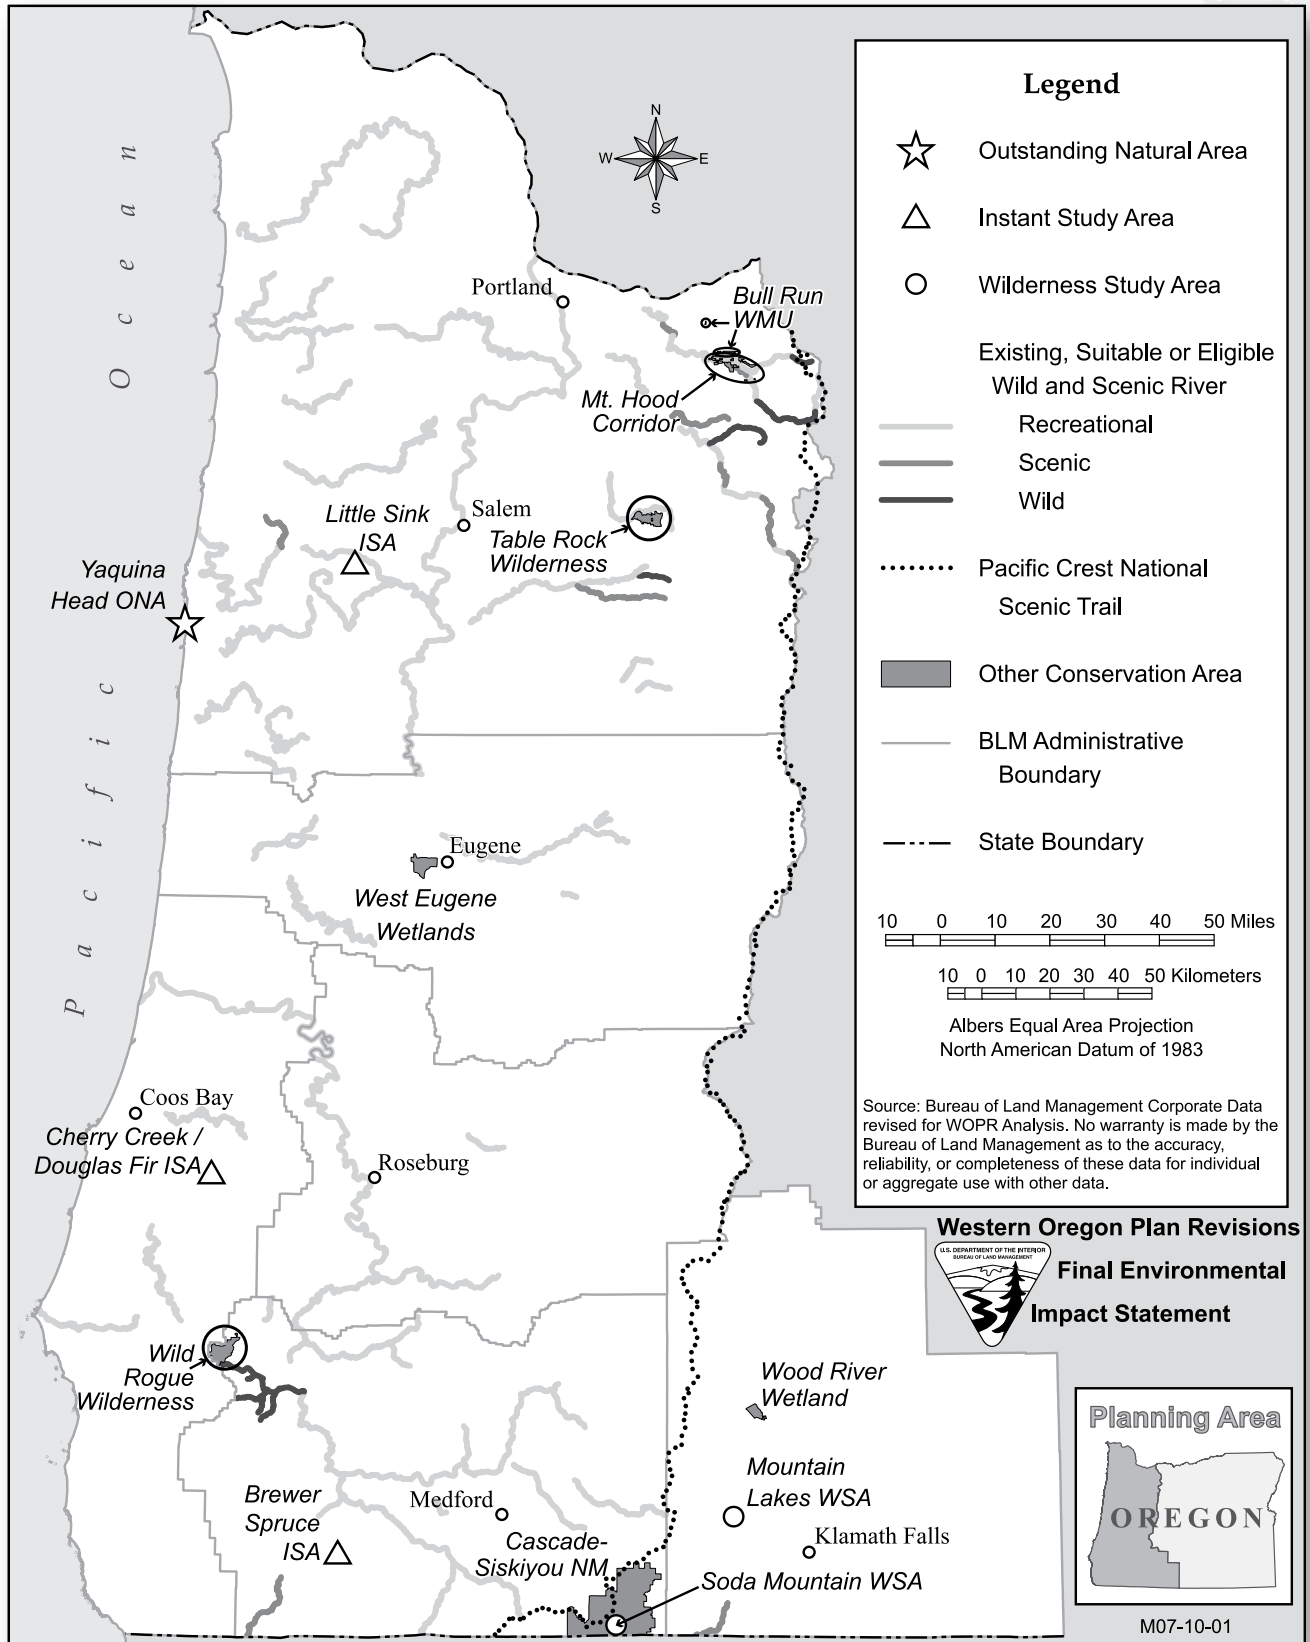 Pacific Ocean
N
W
E
S
Portland
Bull Run
WMU
Mt. Hood
Corridor
Little Sink
ISA
Salem
Table Rock
Wilderness
Yaquina
Head ONA
Eugene
West Eugene
Wetlands
Coos Bay
Cherry Creek /
Douglas Fir ISA
Roseburg
Wild
Rogue
Wilderness
Wood River
Wetland
Mountain
Lakes WSA
Brewer
Spruce
ISA
Medford
Cascade-
Siskiyou NM
Klamath Falls
Soda Mountain WSA
Legend
Outstanding Natural Area
Instant Study Area
Wilderness Study Area
Existing, Suitable or Eligible
Wild and Scenic River
Recreational
Scenic
Wild
Pacific Crest National
Scenic Trail
Other Conservation Area
BLM Administrative
Boundary
State Boundary
10 0 10 20 30 40 50 Miles
10 0 10 20 30 40 50 Kilometers
Albers Equal Area Projection
North American Datum of 1983
Source: Bureau of Land Management Corporate Data
revised for WOPR Analysis. No warranty is made by the
Bureau of Land Management as to the accuracy,
reliability, or completeness of these data for individual
or aggregate use with other data.
Western Oregon Plan Revisions
U.S. DEPARTMENT OF THE INTERIOR
BUREAU OF LAND MANAGEMENT
Final Environmental
Impact Statement
Planning Area
OREGON
M07-10-01